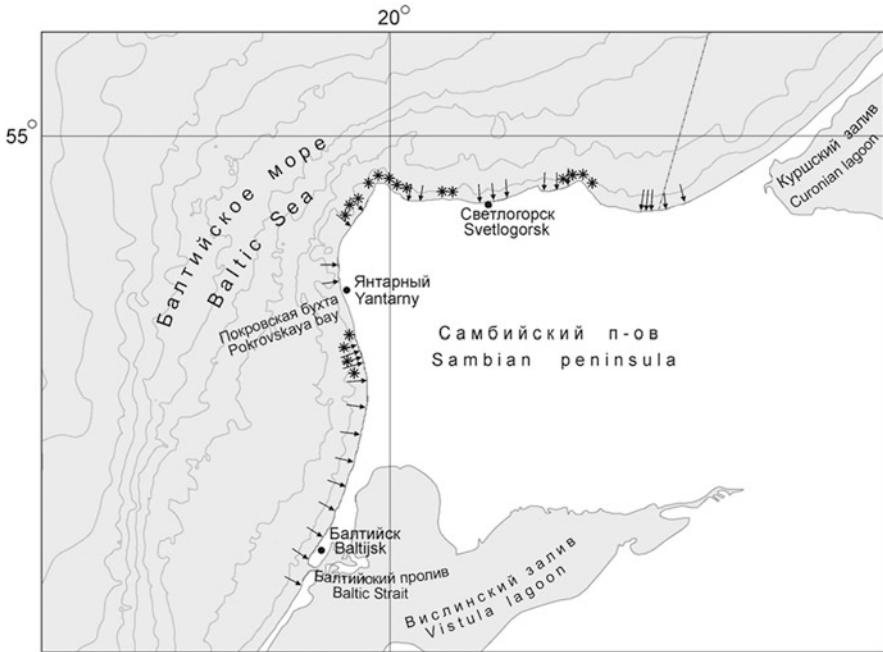 20°
55°
Балтийское море
Baltic Sea
Куршский залив
Curonian lagoon
Светлогорск
Svetlogorsk
Янтарный
Yantarny
Покровская бухта
Pokrovskaya bay
Самбийский п-ов
Sambian peninsula
Балтийск
Baltijsk
Балтийский пролив
Baltic Strait
Вислинский залив
Vistula lagoon